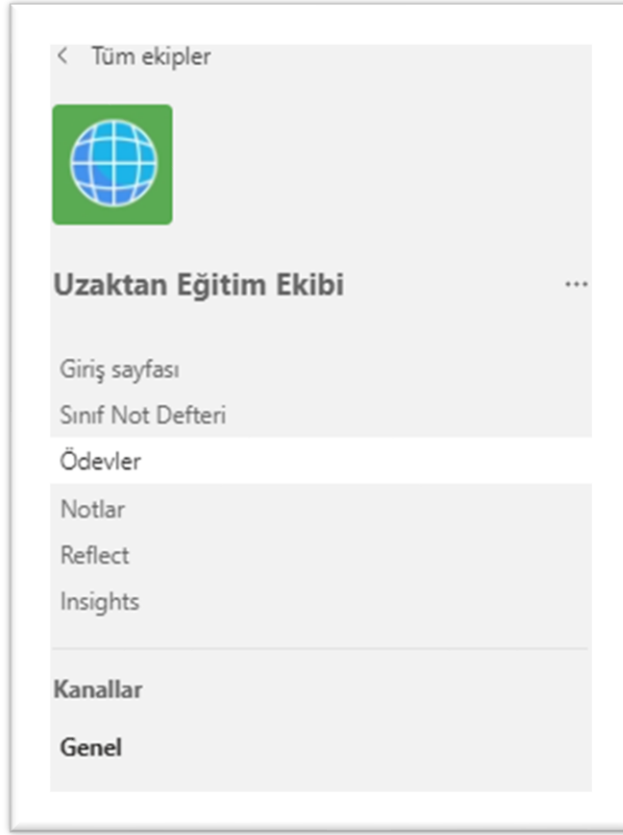 Tüm ekipler
Uzaktan Eğitim Ekibi
Giriş sayfası
Sınıf Not Defteri
Ödevler
Notlar
Reflect
Insights
Kanallar
Genel